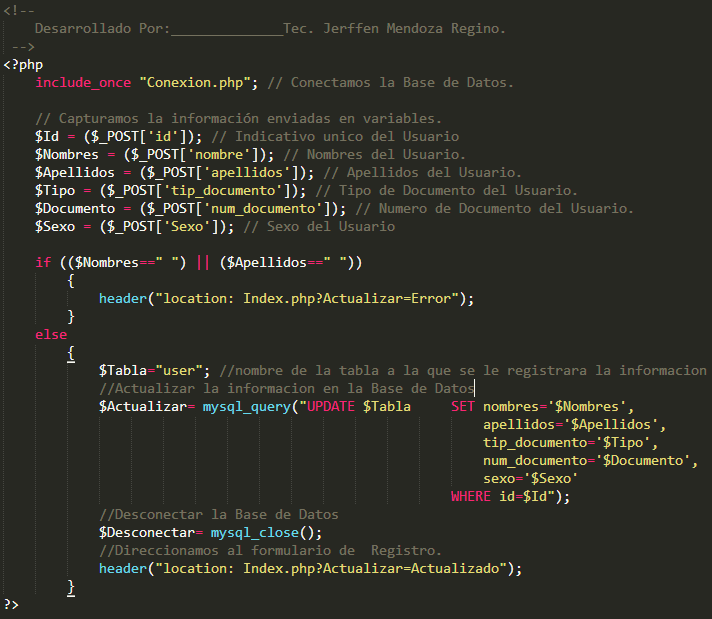 <!--
Desarrollado Por:______________Tec. Jerffen Mendoza Regino.
-->
<?php
include_once "Conexion.php"; // Conectamos la Base de Datos.
// Capturamos la información enviadas en variables.
$Id = ($_POST['id']); // Indicativo unico del Usuario
$Nombres = ($_POST['nombre']); // Nombres del Usuario.
$Apellidos = ($_POST['apellidos']); // Apellidos del Usuario.
$Tipo = ($_POST['tip_documento']); // Tipo de Documento del Usuario.
$Documento = ($_POST['num_documento']); // Numero de Documento del Usuario.
$Sexo = ($_POST['Sexo']); // Sexo del Usuario
if (($Nombres==" ") || ($Apellidos==" "))
{
header("location: Index.php?Actualizar=Error");
}
else
{
$Tabla="user"; //nombre de la tabla a la que se le registrara la informacion
//Actualizar la informacion en la Base de Datos
$Actualizar= mysql_query("UPDATE $Tabla SET nombres='$Nombres',
apellidos='$Apellidos',
tip_documento='$Tipo',
num_documento='$Documento',
sexo='$Sexo'
WHERE id=$Id");
//Desconectar la Base de Datos
$Desconectar= mysql_close();
//Direccionamos al formulario de  Registro.
header("location: Index.php?Actualizar=Actualizado");
}
?>